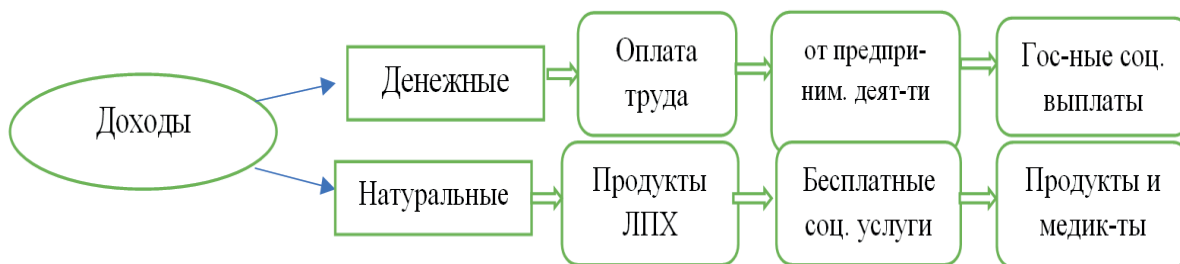 Доходы
Денежные
Оплата
труда
от предпри-
ним. деят-ти
Гос-ные соц.
выплаты
Натуральные
Продукты
ЛПХ
Бесплатные
соц. услуги
Продукты и
медик-ты